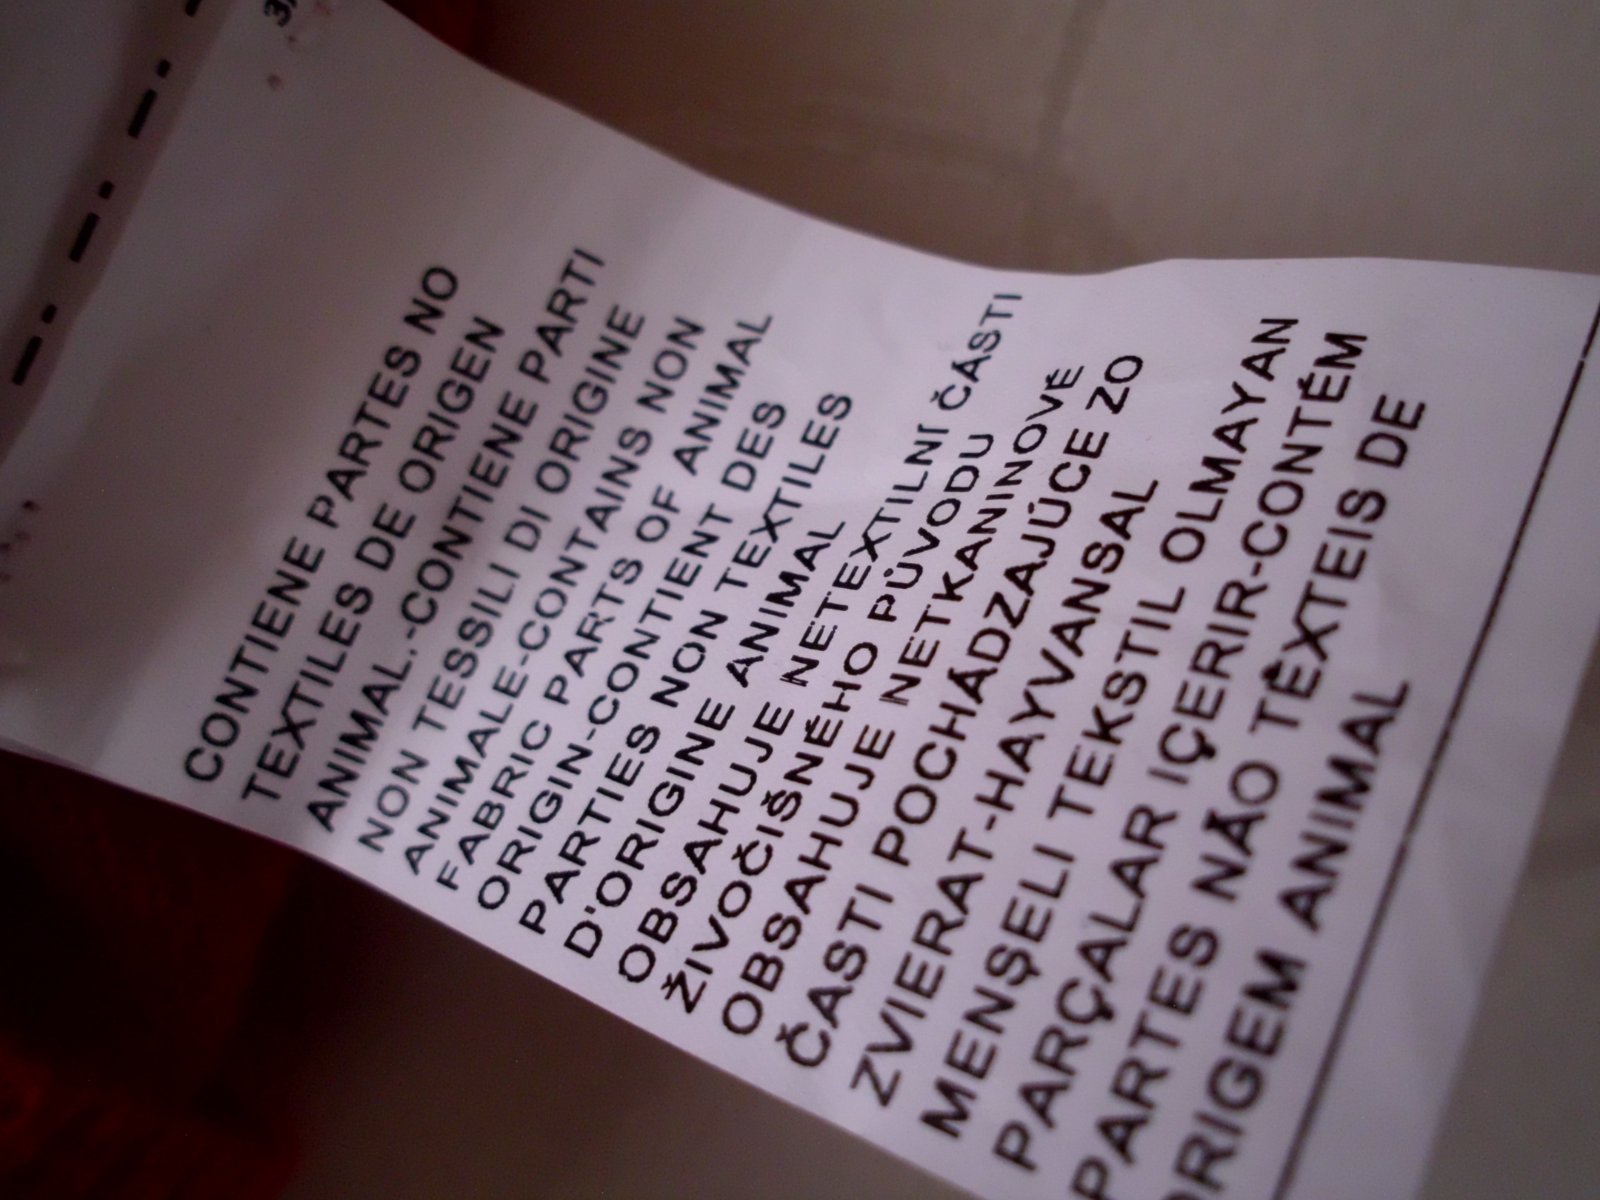 CONTIENE PARTES NO
TEXTILES DE ORIGEN
ANIMAL.-CONTIENE PARTI
NON TESSILI DI ORIGINE
ANIMALE-CONTAINS NON
FABRIC PARTS OF ANIMAL
ORIGIN-CONTIENT DES
PARTIES NON TEXTILES
D'ORIGINE ANIMAL
OBSAHUJE NETEXTILNÍ ČÁSTI
ŽIVOČIŠNÉHO PŮVODU
OBSAHUJE NETKANINOVÉ
ČASTI POCHÁDZAJÚCE ZO
ZVIERAT-HAYVANSAL
MENŞELİ TEKSTIL OLMAYAN
PARÇALAR IÇERIR-CONTÉM
PARTES NÃO TÊXTEIS DE
ORIGEM ANIMAL